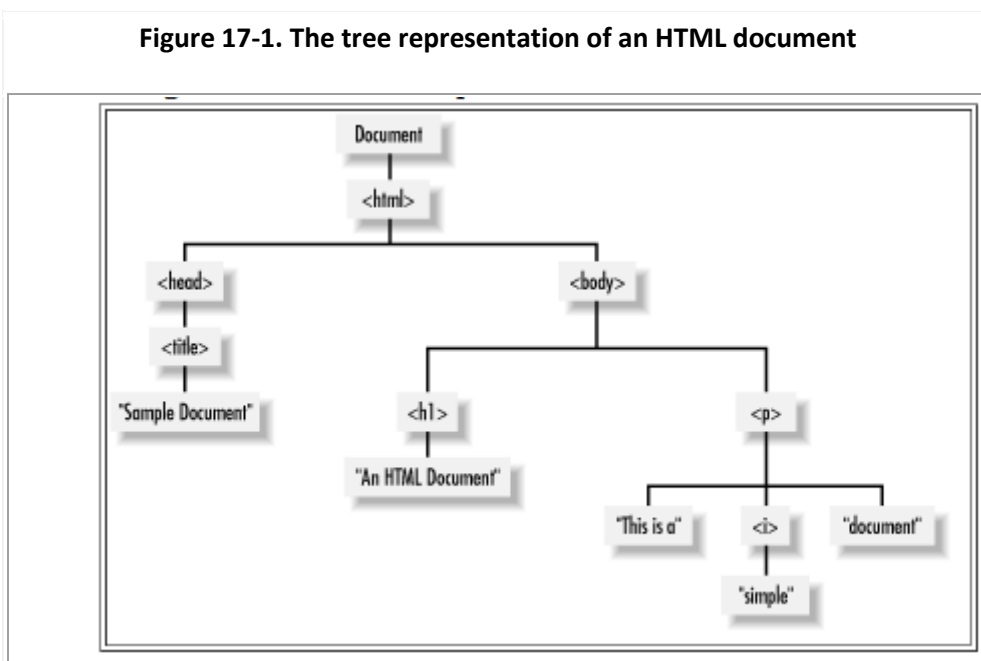 Figure 17-1. The tree representation of an HTML document
Document
<html>
<head>
<body>
<title>
<h1>
<p>
"Sample Document"
"An HTML Document"
"This is a"
<i>
"document"
"simple"